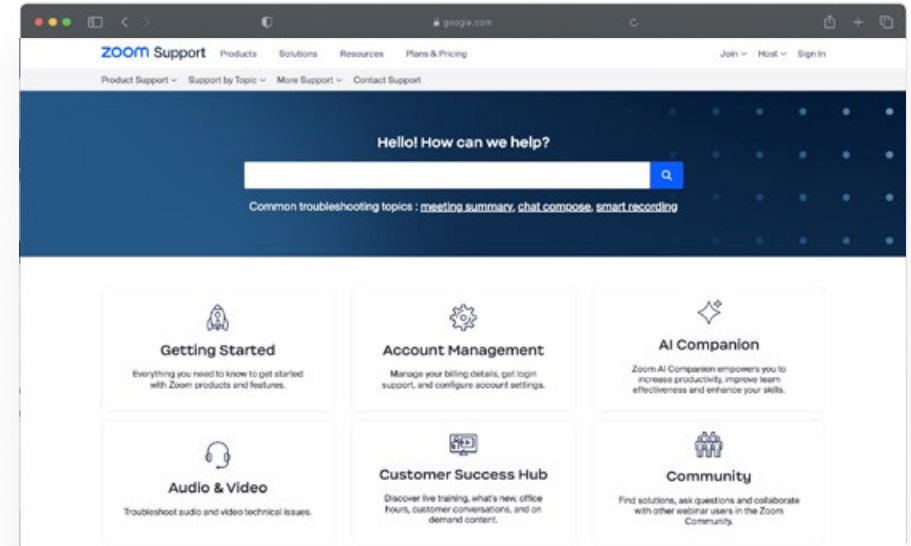 google.com
zoom Support Products Solutions Resources Plans & Pricing Join Host Sign In
Product Support Support by Topic More Support Contact Support
Hello! How can we help?
Common troubleshooting topics : meeting summary, chat compose, smart recording
Getting Started
Everything you need to know to get started
with Zoom products and features.
Account Management
Manage your billing details, get login
support, and configure account settings.
AI Companion
Zoom AI Companion empowers you to
increase productivity, improve team
effectiveness and enhance your skills.
Audio & Video
Troubleshoot audio and video technical issues.
Customer Success Hub
Discover live training, what's new, office
hours, customer conversations, and on
demand content.
Community
Find solutions, ask questions and collaborate
with other webinar users in the Zoom
Community.